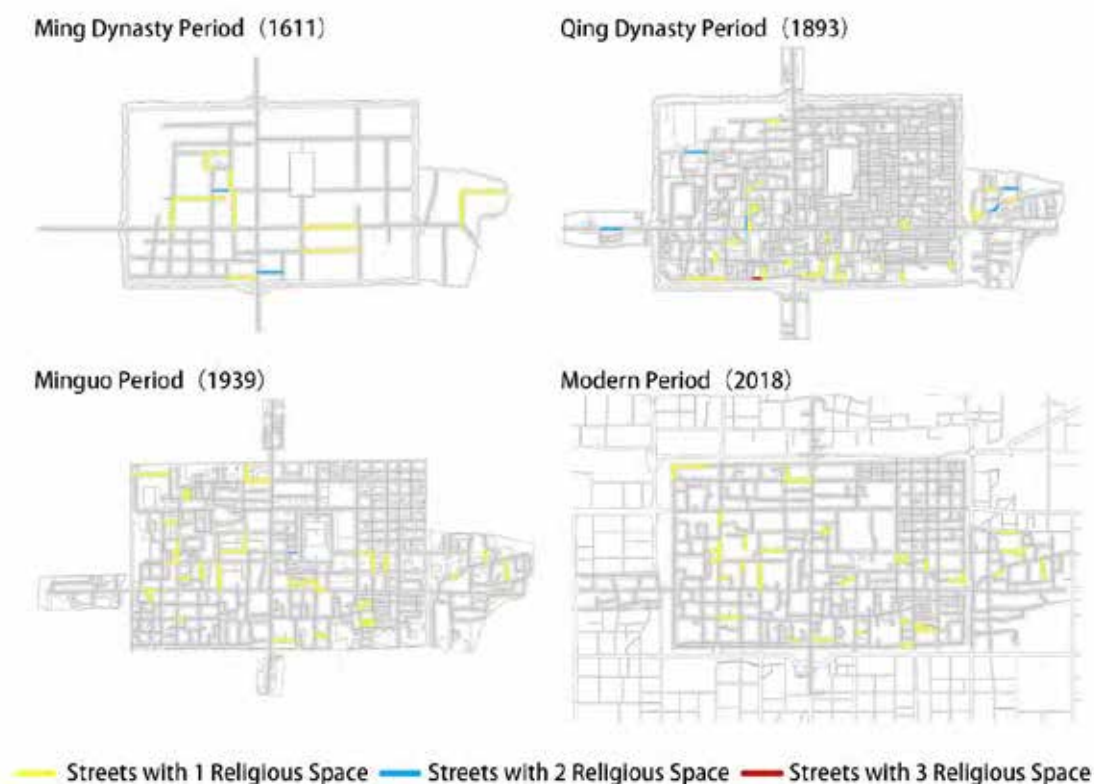 Ming Dynasty Period（1611）
Qing Dynasty Period（1893）
Minguo Period（1939）
Modern Period（2018）
Streets with 1 Religious Space
Streets with 2 Religious Space
Streets with 3 Religious Space